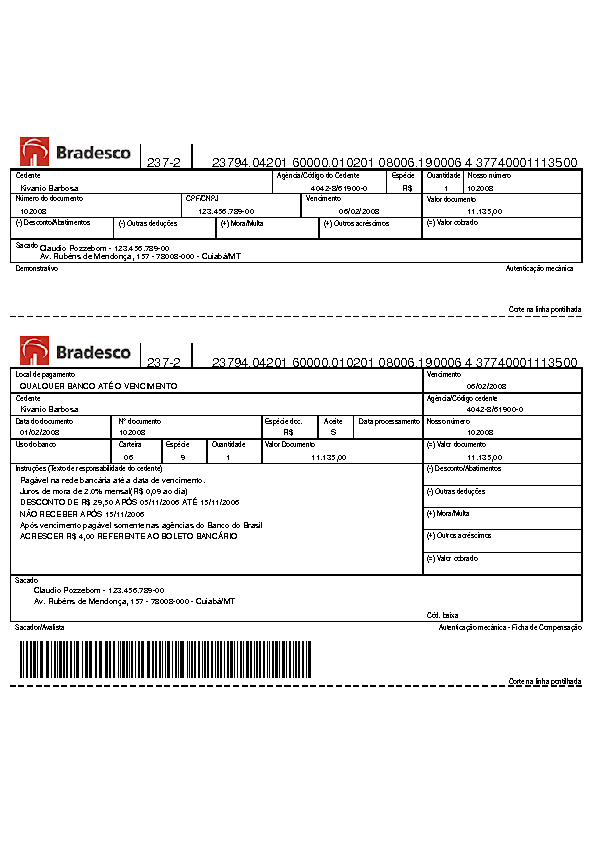 Bradesco 237-2 23794.04201 60000.010201 08006.190006 4 37740001113500
Cedente Agência/Código do Cedente Espécie Quantidade Nosso número
Kivanio Barbosa 4042-8/61900-0 R$ 1 102008
Número do documento CPF/CNPJ Vencimento Valor documento
102008 123.456.789-00 06/02/2008 11.135,00
(-) Desconto/Abatimentos (-) Outras deduções (+) Mora/Multa (+) Outros acréscimos (=) Valor cobrado
Sacado Claudio Pozzebom - 123.456.789-00
Av. Rubéns de Mendonça, 157 - 78008-000 - Cuiabá/MT
Demonstrativo Autenticação mecânica
Corte na linha pontilhada
Bradesco 237-2 23794.04201 60000.010201 08006.190006 4 37740001113500
Local de pagamento Vencimento
QUALQUER BANCO ATÉ O VENCIMENTO 06/02/2008
Cedente Agência/Código cedente
Kivanio Barbosa 4042-8/61900-0
Data do documento Nº documento Espécie doc. Aceite Data processamento Nosso número
01/02/2008 102008 R$ S 102008
Uso do banco Carteira Espécie Quantidade Valor Documento (=) Valor documento
06 9 1 11.135,00 11.135,00
Instruções (Texto de responsabilidade do cedente) (-) Desconto/Abatimentos
Pagável na rede bancária até a data de vencimento.
Juros de mora de 2.0% mensal(R$ 0,09 ao dia) (-) Outras deduções
DESCONTO DE R$ 29,50 APÓS 05/11/2006 ATÉ 15/11/2006
NÃO RECEBER APÓS 15/11/2006 (+) Mora/Multa
Após vencimento pagável somente nas agências do Banco do Brasil
ACRESCER R$ 4,00 REFERENTE AO BOLETO BANCÁRIO (+) Outros acréscimos
(=) Valor cobrado
Sacado
Claudio Pozzebom - 123.456.789-00
Av. Rubéns de Mendonça, 157 - 78008-000 - Cuiabá/MT
Cód. baixa
Sacador/Avalista Autenticação mecânica - Ficha de Compensação
Corte na linha pontilhada